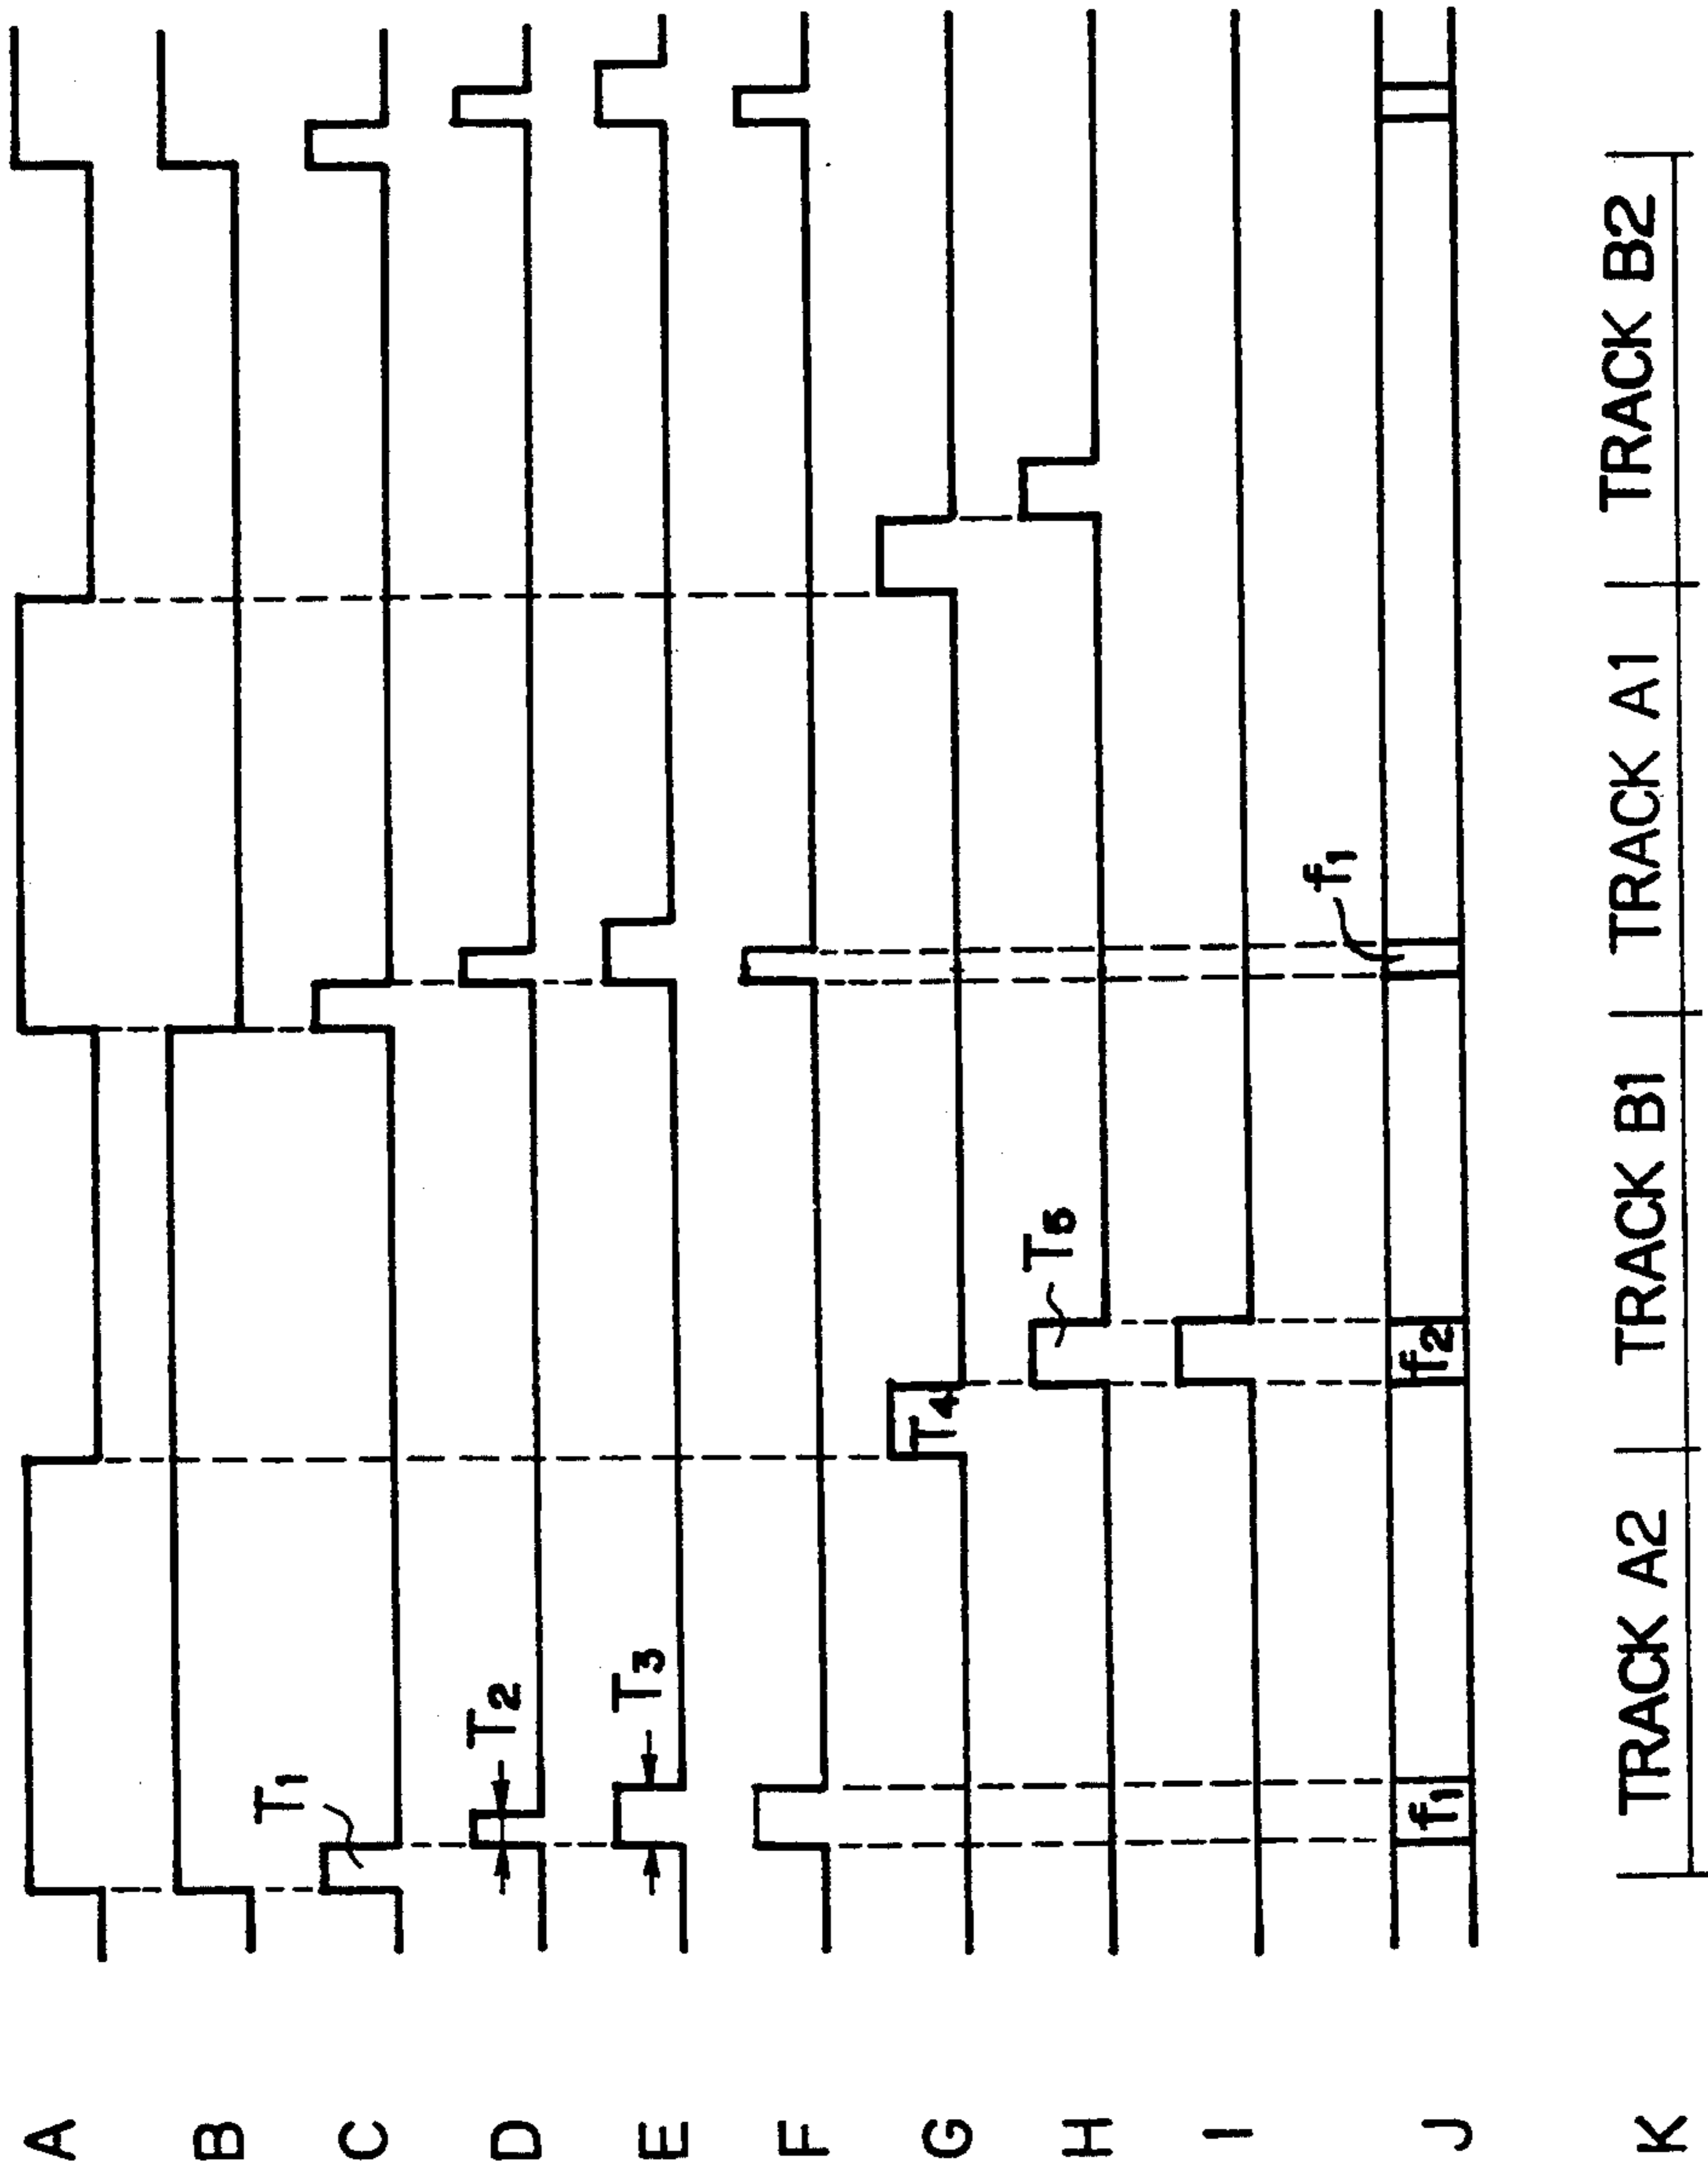 A
B
C T₁
D T₂
E T₃
F
G T₄
H T₅
I
J f₁ f₂ f₁
K TRACK A2 TRACK B1 TRACK A1 TRACK B2